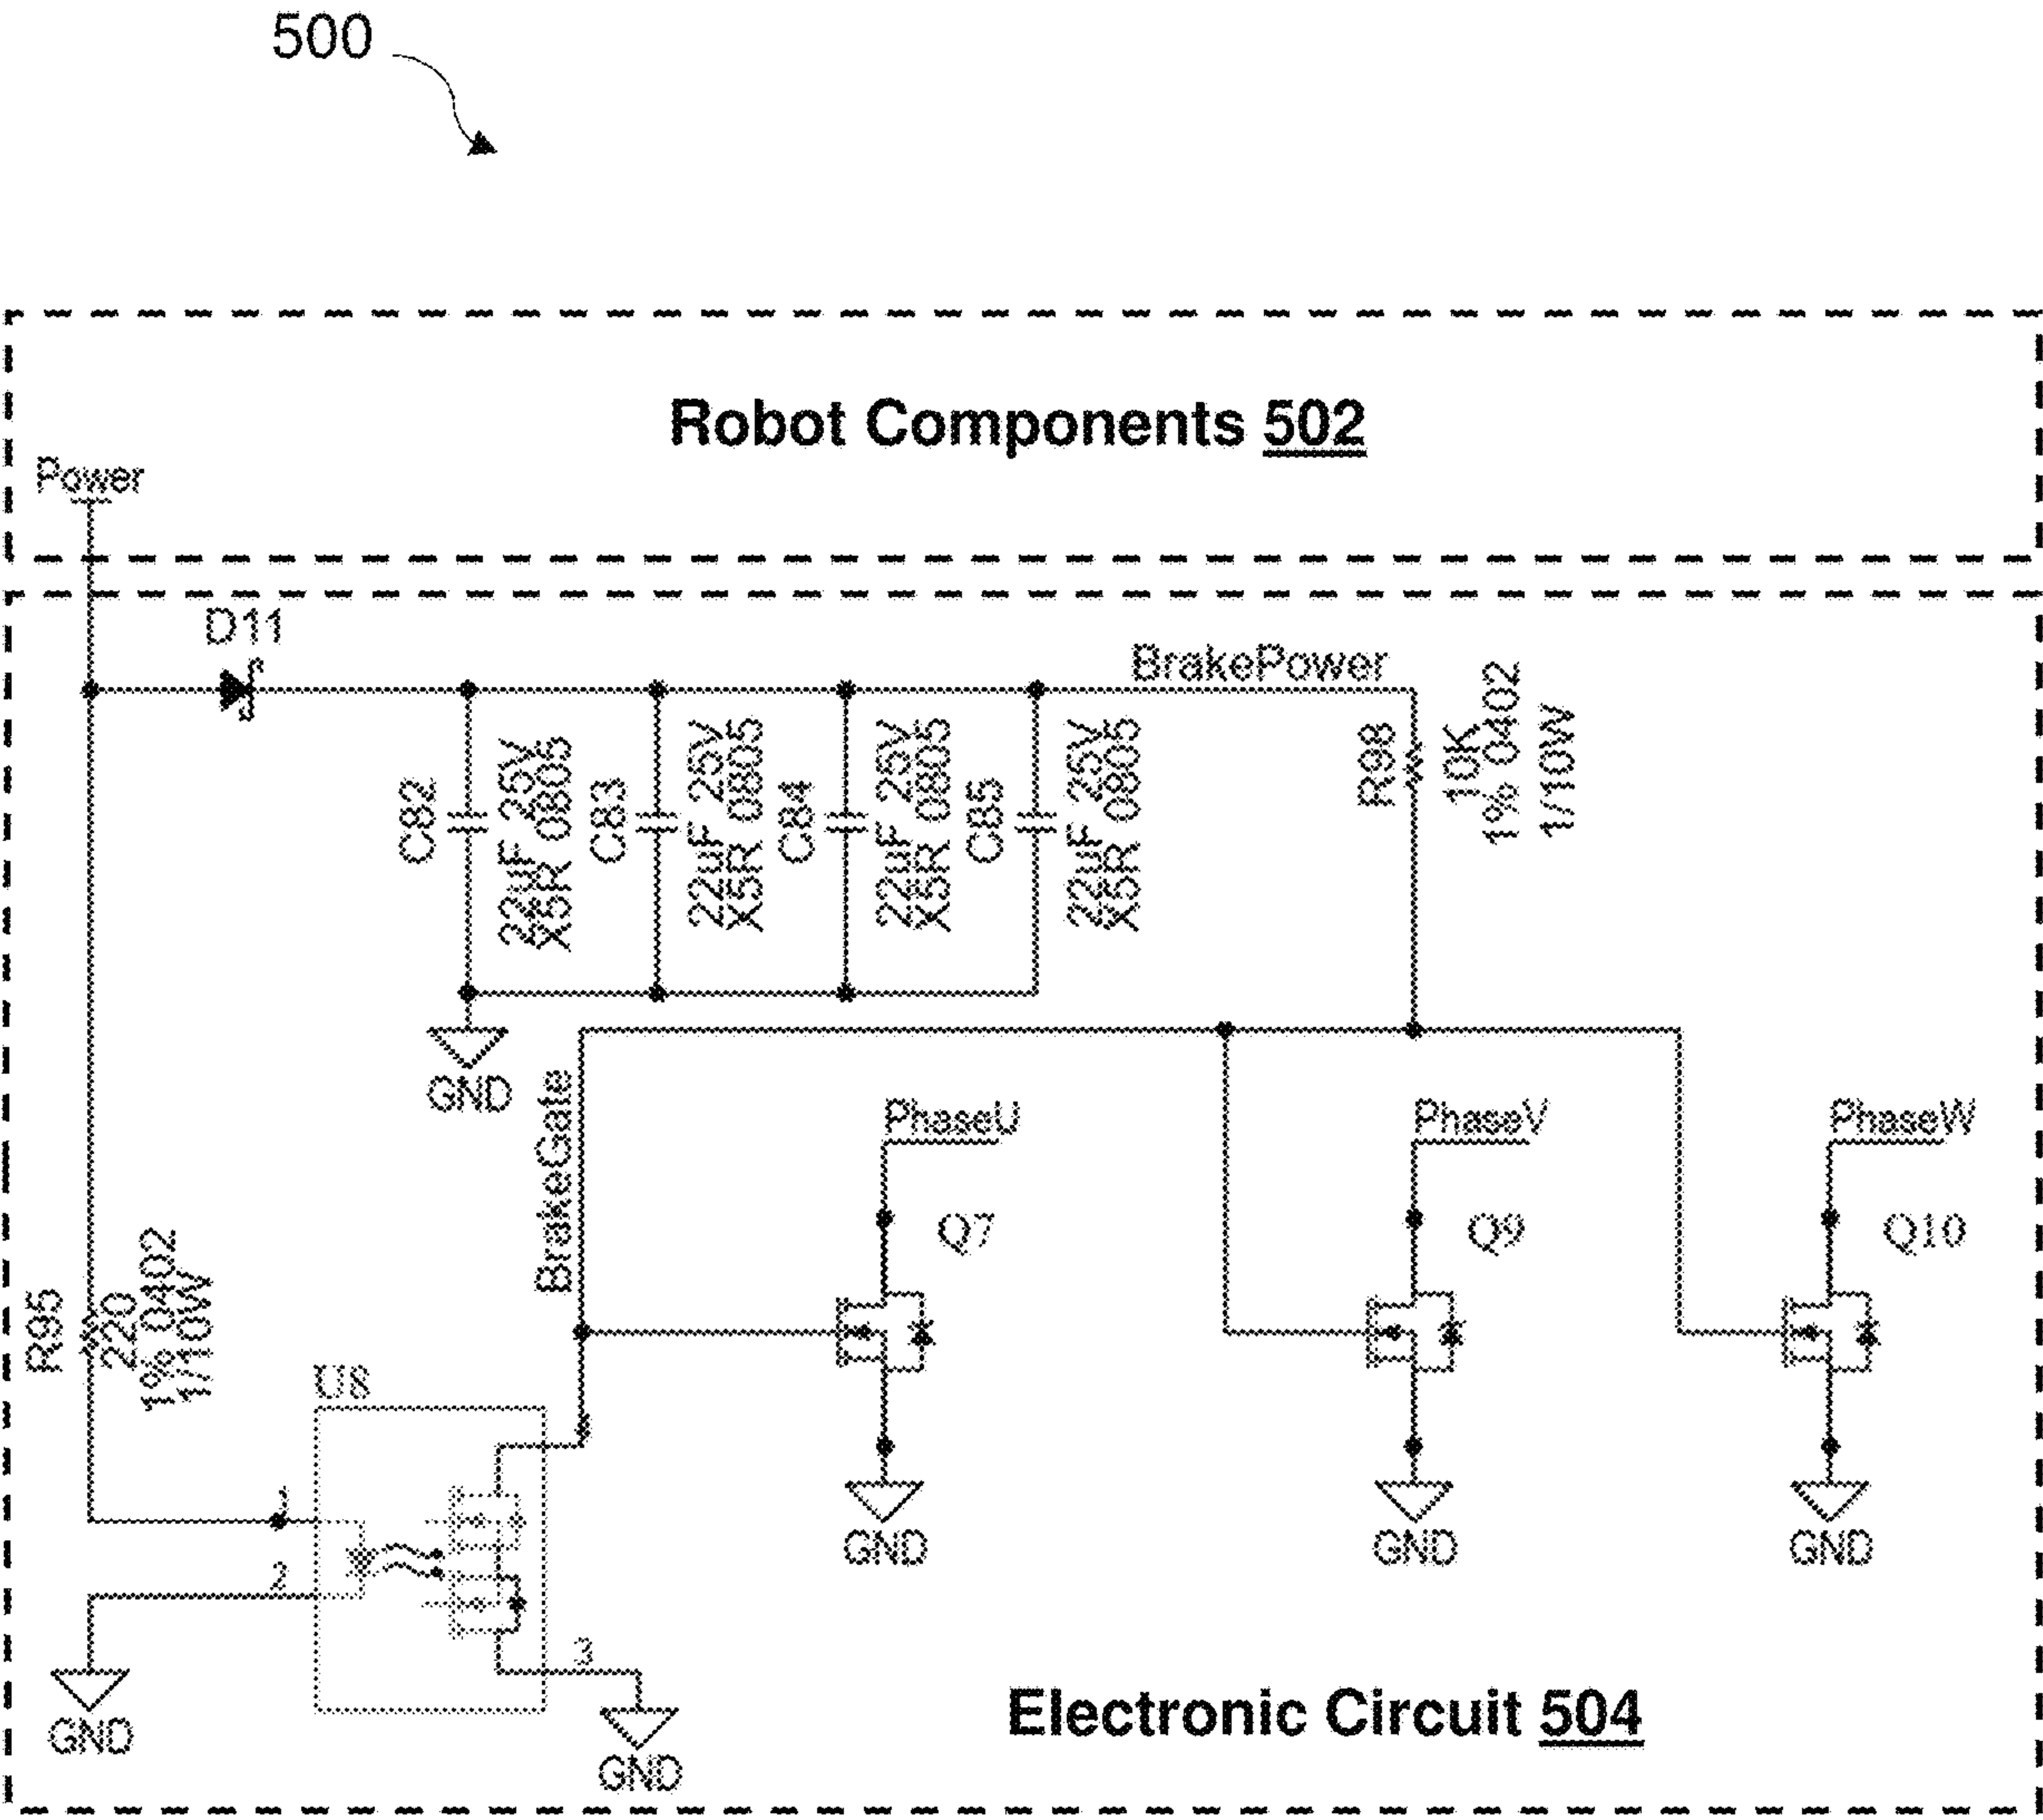 500
Robot Components 502
Power
D11
BrakePower
C82
22uF 25V
X5R 0805
C83
22uF 25V
X5R 0805
C84
22uF 25V
X5R 0805
C85
22uF 25V
X5R 0805
R98
10K
1% 0402
1/10W
GND
BrakeGate
PhaseU
PhaseV
PhaseW
Q7
Q9
Q10
R95
220
1% 0402
1/10W
U8
1
2
3
GND
GND
GND
GND
GND
Electronic Circuit 504